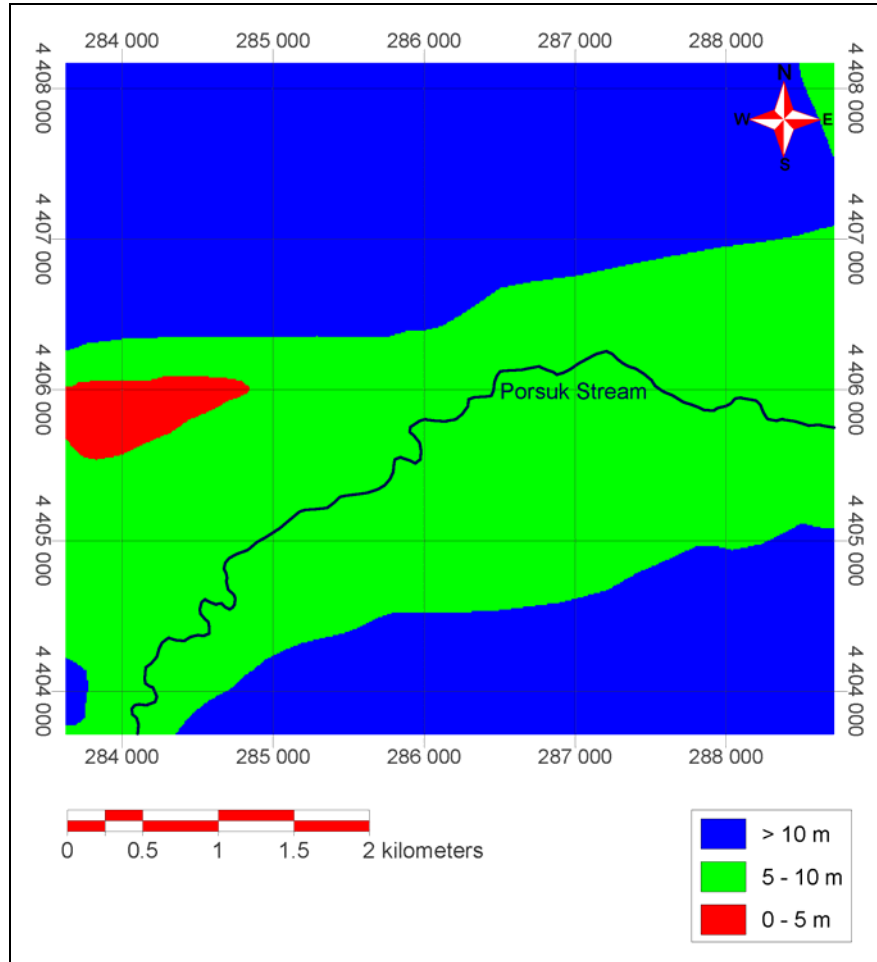 284 000 285 000 286 000 287 000 288 000
4 408 000
4 408 000
N
W E
S
4 407 000
4 407 000
4 406 000
4 406 000
Porsuk Stream
4 405 000
4 405 000
4 404 000
4 404 000
284 000 285 000 286 000 287 000 288 000
0 0.5 1 1.5 2 kilometers
> 10 m
5 - 10 m
0 - 5 m